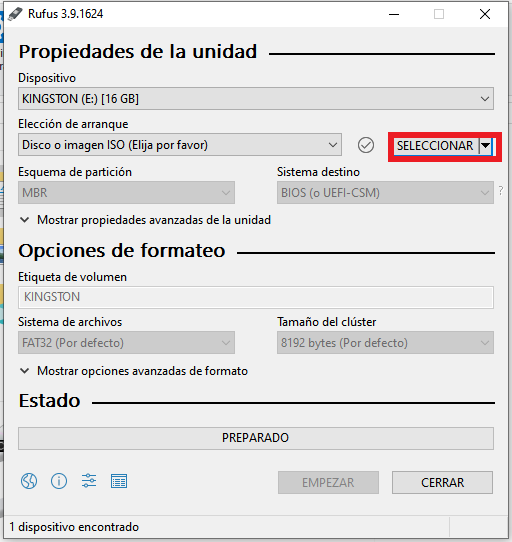 Rufus 3.9.1624
Propiedades de la unidad
Dispositivo
KINGSTON (E:) [16 GB]
Elección de arranque
Disco o imagen ISO (Elija por favor)
SELECCIONAR
Esquema de partición
Sistema destino
MBR
BIOS (o UEFI-CSM)
?
Mostrar propiedades avanzadas de la unidad
Opciones de formateo
Etiqueta de volumen
KINGSTON
Sistema de archivos
Tamaño del clúster
FAT32 (Por defecto)
8192 bytes (Por defecto)
Mostrar opciones avanzadas de formato
Estado
PREPARADO
EMPEZAR
CERRAR
1 dispositivo encontrado